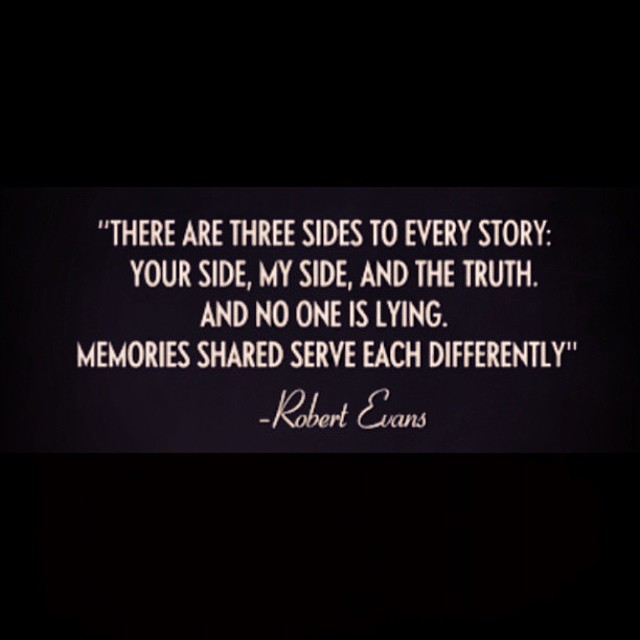 "THERE ARE THREE SIDES TO EVERY STORY:
YOUR SIDE, MY SIDE, AND THE TRUTH.
AND NO ONE IS LYING.
MEMORIES SHARED SERVE EACH DIFFERENTLY"
-Robert Evans